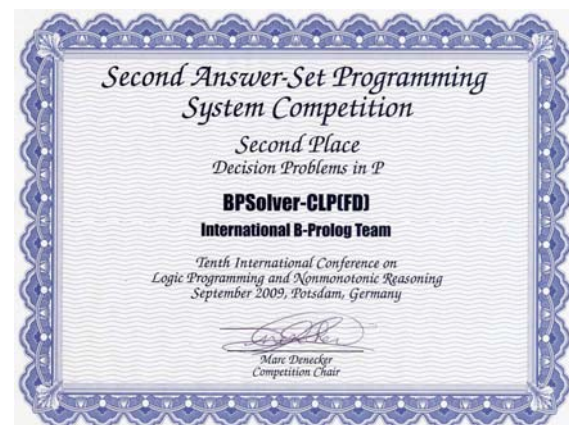 Second Answer-Set Programming
System Competition
Second Place
Decision Problems in P
BPSolver-CLP(FD)
International B-Prolog Team
Tenth International Conference on
Logic Programming and Nonmonotonic Reasoning
September 2009, Potsdam, Germany
Marc Denecker
Competition Chair